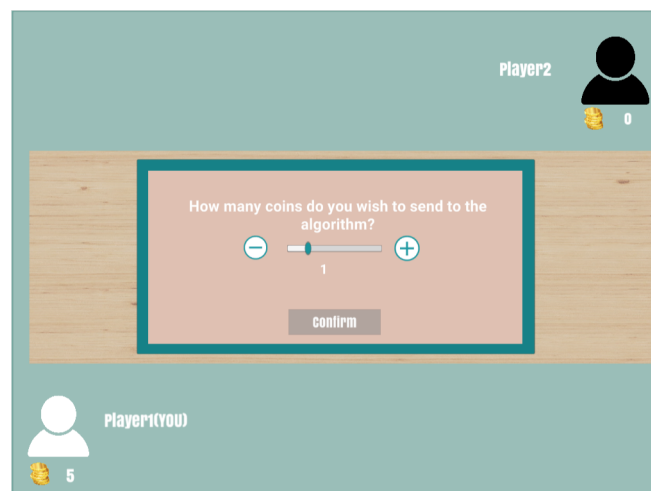 Player2
0
How many coins do you wish to send to the
algorithm?
1
Confirm
Player1(YOU)
5